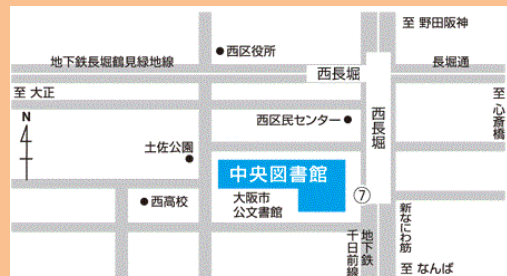 至 野田阪神
西区役所
地下鉄長堀鶴見緑地線
西長堀
長堀通
至 大正
至 心斎橋
N
西区民センター
西長堀
土佐公園
中央図書館
大阪市
公文書館
⑦
西高校
新なにわ筋
地下鉄
千日前線
至 なんば